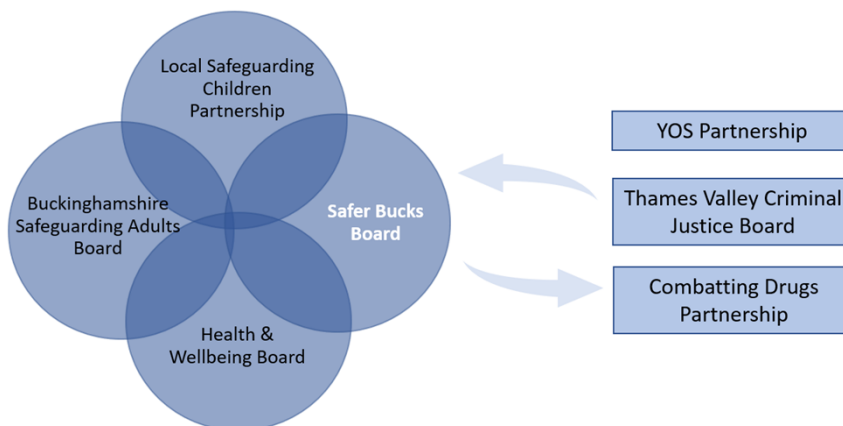 Local Safeguarding
Children
Partnership
Buckinghamshire
Safeguarding Adults
Board
Safer Bucks
Board
Health &
Wellbeing Board
YOS Partnership
Thames Valley Criminal
Justice Board
Combatting Drugs
Partnership